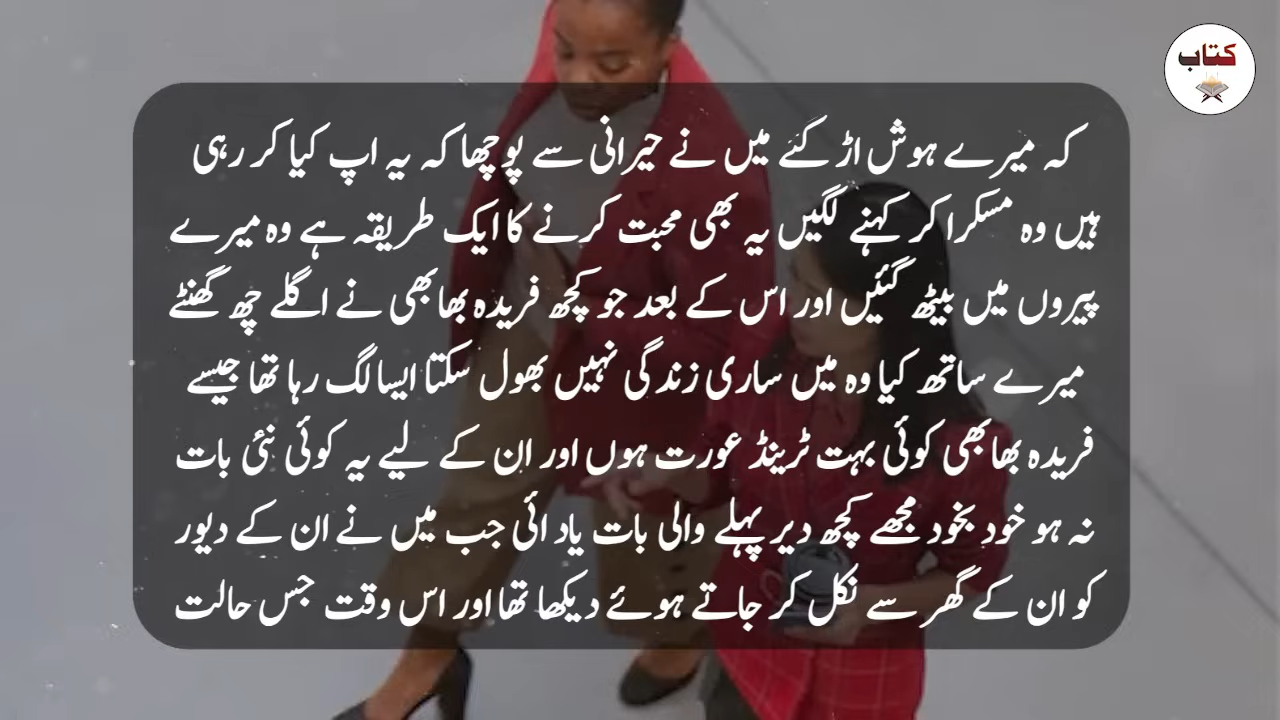 کتاب
کہ میرے ہوش اڑ گئے میں نے حیرانی سے پوچھا کہ یہ اپ کیا کر رہی
ہیں وہ مسکرا کر کہنے لگیں یہ بھی محبت کرنے کا ایک طریقہ ہے وہ میرے
پیروں میں بیٹھ گئیں اور اس کے بعد جو کچھ فریدہ بھابھی نے اگلے چھ گھنٹے
میرے ساتھ کیا وہ میں ساری زندگی نہیں بھول سکتا ایسا لگ رہا تھا جیسے
فریدہ بھابھی کوئی بہت ٹرینڈ عورت ہوں اور ان کے لیے یہ کوئی نئی بات
نہ ہو خود بخود مجھے کچھ دیر پہلے والی بات یاد ائی جب میں نے ان کے دیور
کو ان کے گھر سے نکل کر جاتے ہوئے دیکھا تھا اور اس وقت جس حالت